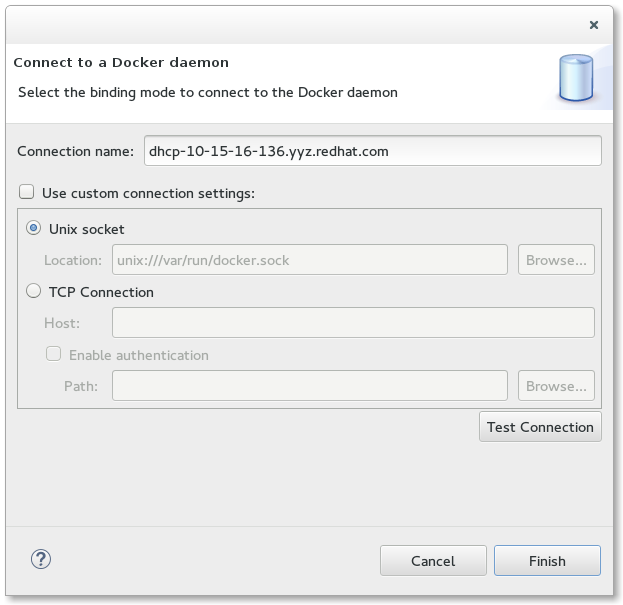 Connect to a Docker daemon
Select the binding mode to connect to the Docker daemon
Connection name: dhcp-10-15-16-136.yyz.redhat.com
Use custom connection settings:
Unix socket
Location: unix:///var/run/docker.sock Browse...
TCP Connection
Host:
Enable authentication
Path: Browse...
Test Connection
? Cancel Finish